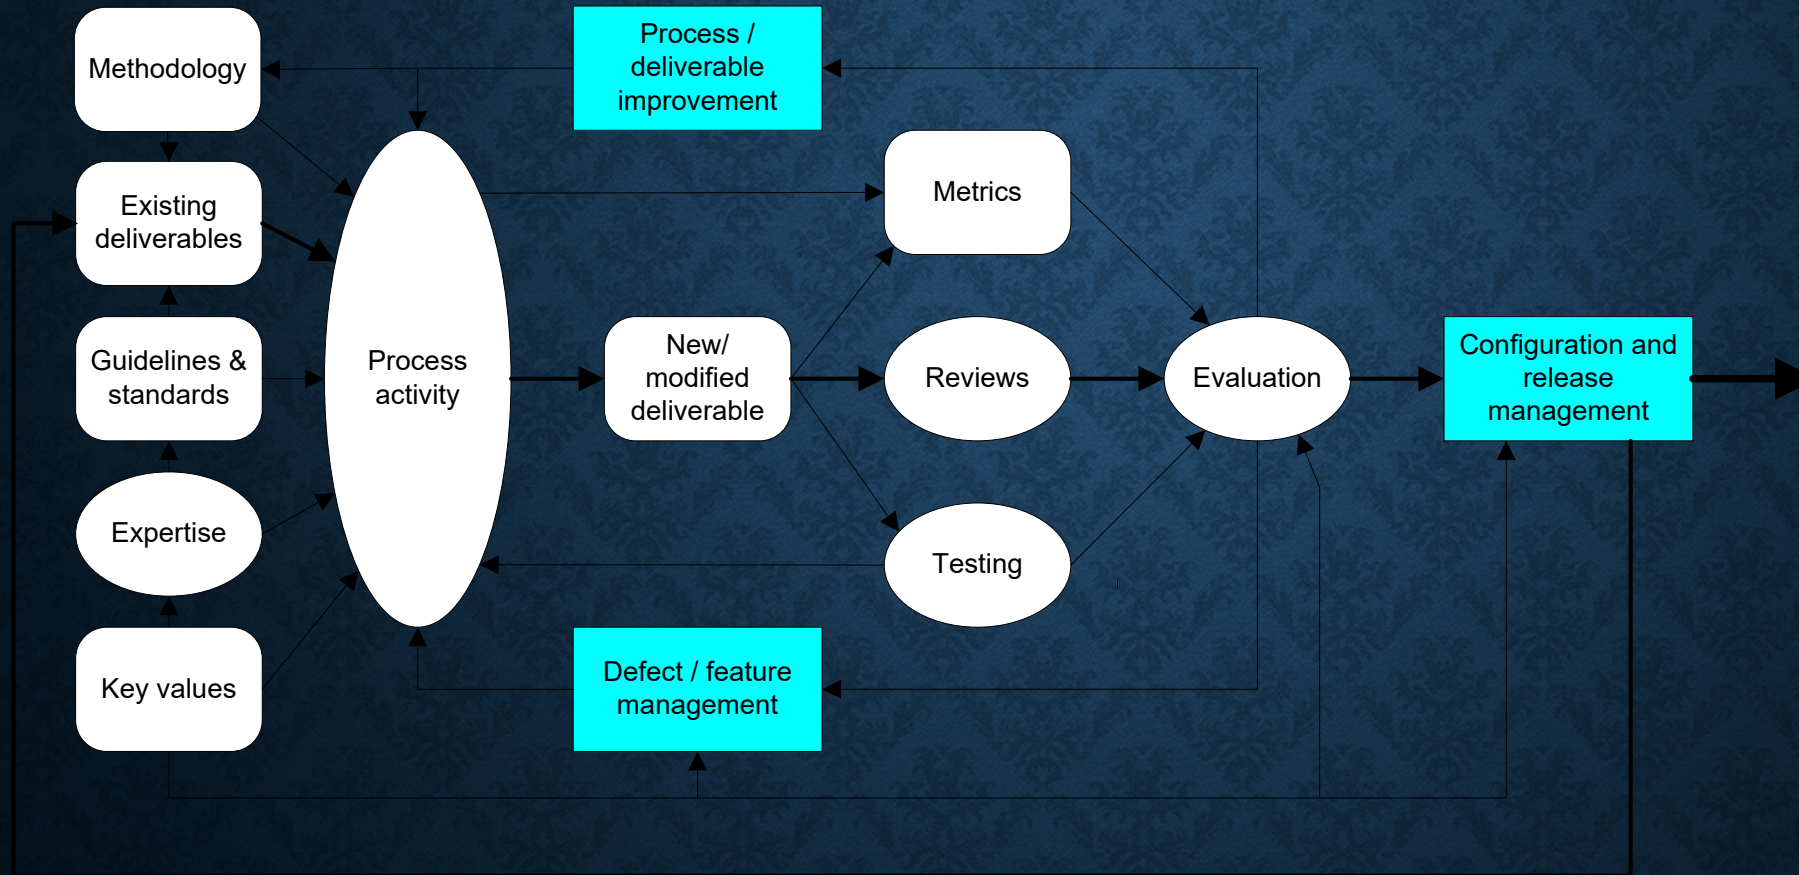 Methodology
Process /
deliverable
improvement
Existing
deliverables
Metrics
Guidelines &
standards
Process
activity
New/
modified
deliverable
Reviews
Evaluation
Configuration and
release
management
Expertise
Testing
Key values
Defect / feature
management